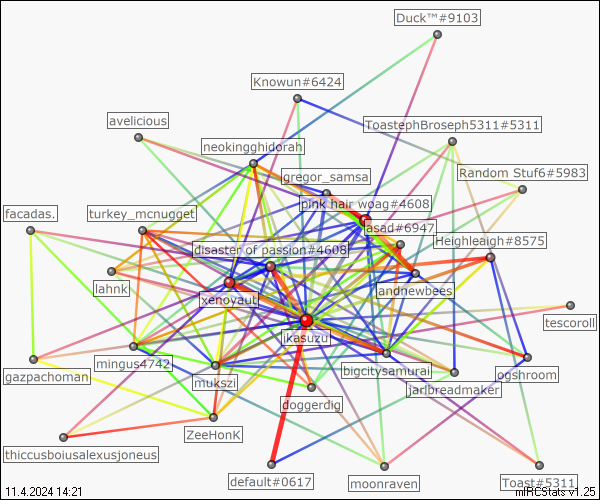 Duck™#9103
Knowun#6424
avelicious
ToastephBroseph5311#5311
neokingghidorah
gregor_samsa
Random Stuf6#5983
pink hair woag#4608
facadas.
turkey_mcnugget
asad#6947
Heighleaigh#8575
disaster of passion#4608
lahnk
xenoyaut
andnewbees
tescoroll
jkasuzu
mingus4742
bigcitysamurai
ogshroom
gazpachoman
mukszi
jarlbreadmaker
doggerdig
ZeeHonK
thiccusboiusalexusjoneus
default#0617
moonraven
Toast#5311
11.4.2024 14:21
mIRCStats v1.25